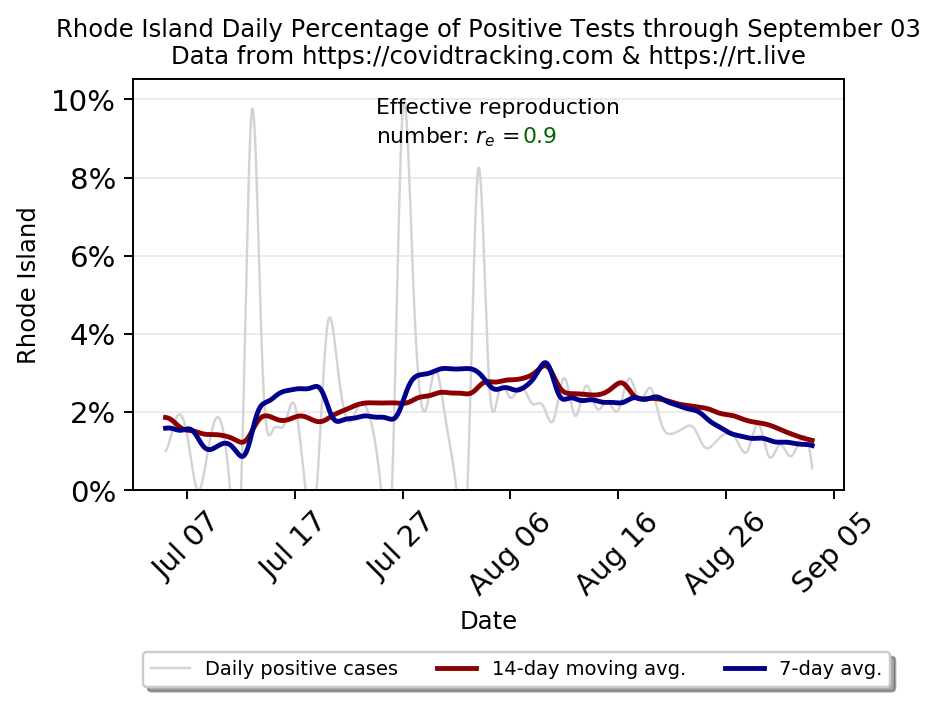 Rhode Island Daily Percentage of Positive Tests through September 03
Data from https://covidtracking.com & https://rt.live
Effective reproduction
number: rₑ = 0.9
10%
8%
6%
4%
2%
0%
Rhode Island
Jul 07
Jul 17
Jul 27
Aug 06
Aug 16
Aug 26
Sep 05
Date
Daily positive cases
14-day moving avg.
7-day avg.